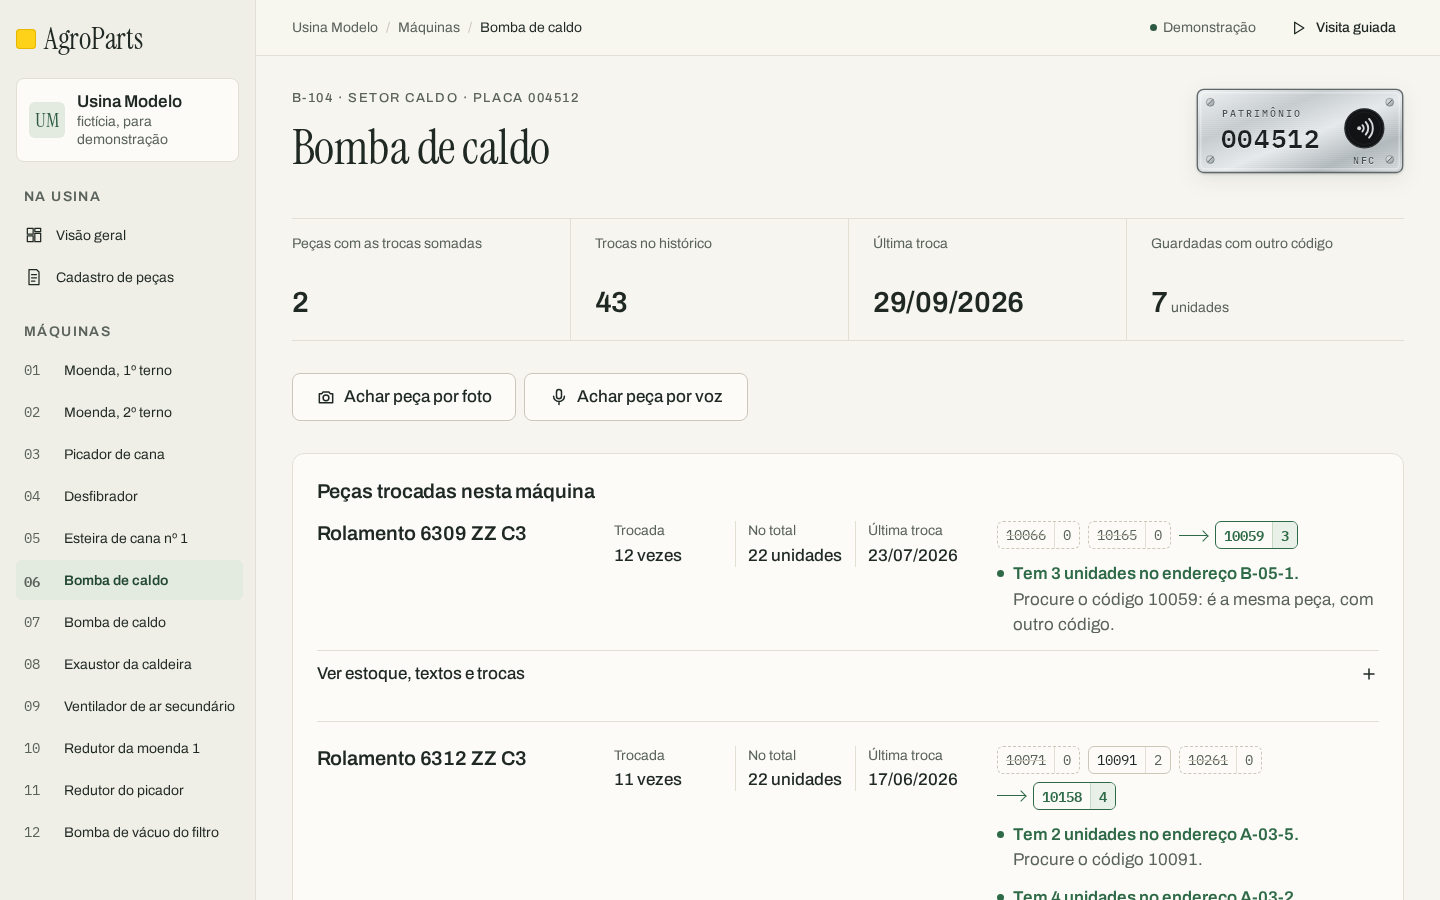 AgroParts
UM
Usina Modelo
fictícia, para
demonstração
NA USINA
Visão geral
Cadastro de peças
MÁQUINAS
01 Moenda, 1º terno
02 Moenda, 2º terno
03 Picador de cana
04 Desfibrador
05 Esteira de cana nº 1
06 Bomba de caldo
07 Bomba de caldo
08 Exaustor da caldeira
09 Ventilador de ar secundário
10 Redutor da moenda 1
11 Redutor do picador
12 Bomba de vácuo do filtro
Usina Modelo / Máquinas / Bomba de caldo
Demonstração
Visita guiada
B-104 · SETOR CALDO · PLACA 004512
Bomba de caldo
PATRIMÔNIO
004512
NFC
Peças com as trocas somadas
2
Trocas no histórico
43
Última troca
29/09/2026
Guardadas com outro código
7 unidades
Achar peça por foto
Achar peça por voz
Peças trocadas nesta máquina
Rolamento 6309 ZZ C3
Trocada
12 vezes
No total
22 unidades
Última troca
23/07/2026
10066 0 10165 0 10059 3
Tem 3 unidades no endereço B-05-1.
Procure o código 10059: é a mesma peça, com
outro código.
Ver estoque, textos e trocas
Rolamento 6312 ZZ C3
Trocada
11 vezes
No total
22 unidades
Última troca
17/06/2026
10071 0 10091 2 10261 0
10158 4
Tem 2 unidades no endereço A-03-5.
Procure o código 10091.
Tem 4 unidades no endereço A-03-2.